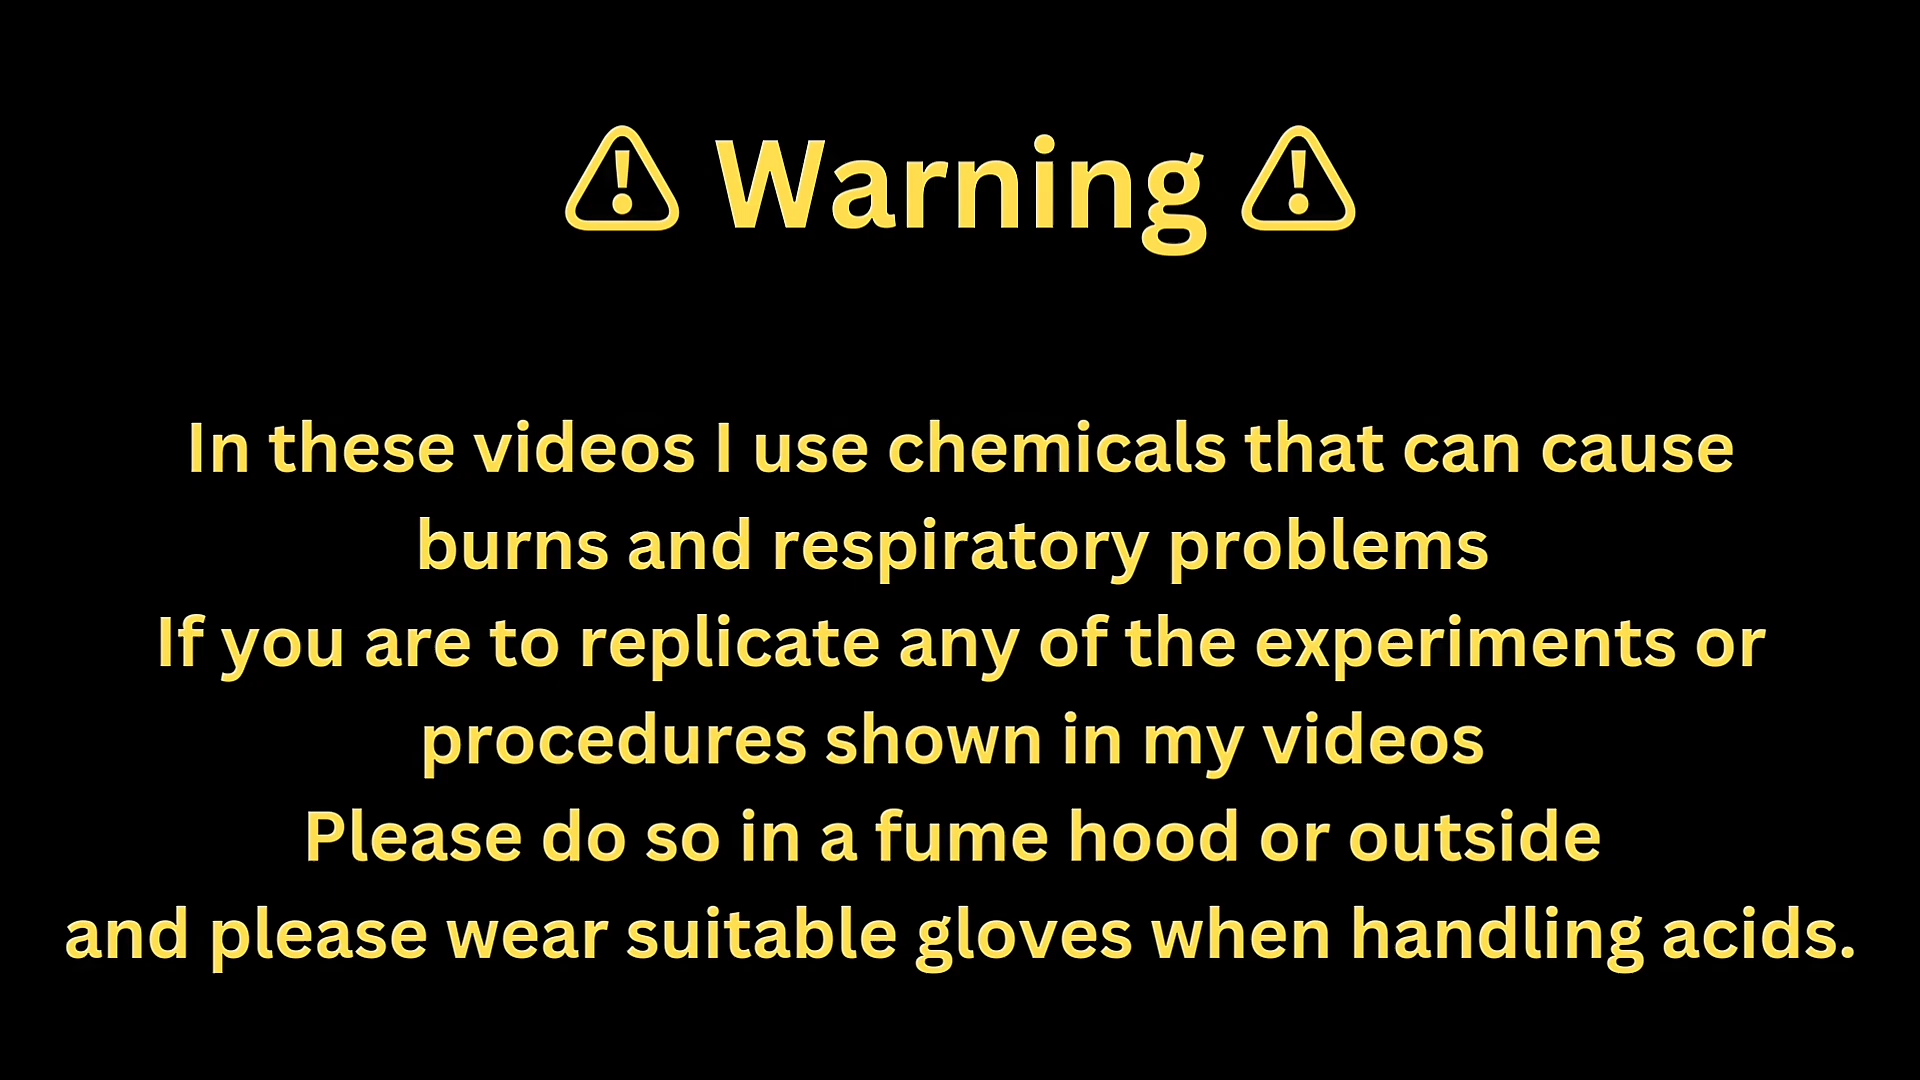 ⚠ Warning ⚠
In these videos I use chemicals that can cause
burns and respiratory problems
If you are to replicate any of the experiments or
procedures shown in my videos
Please do so in a fume hood or outside
and please wear suitable gloves when handling acids.